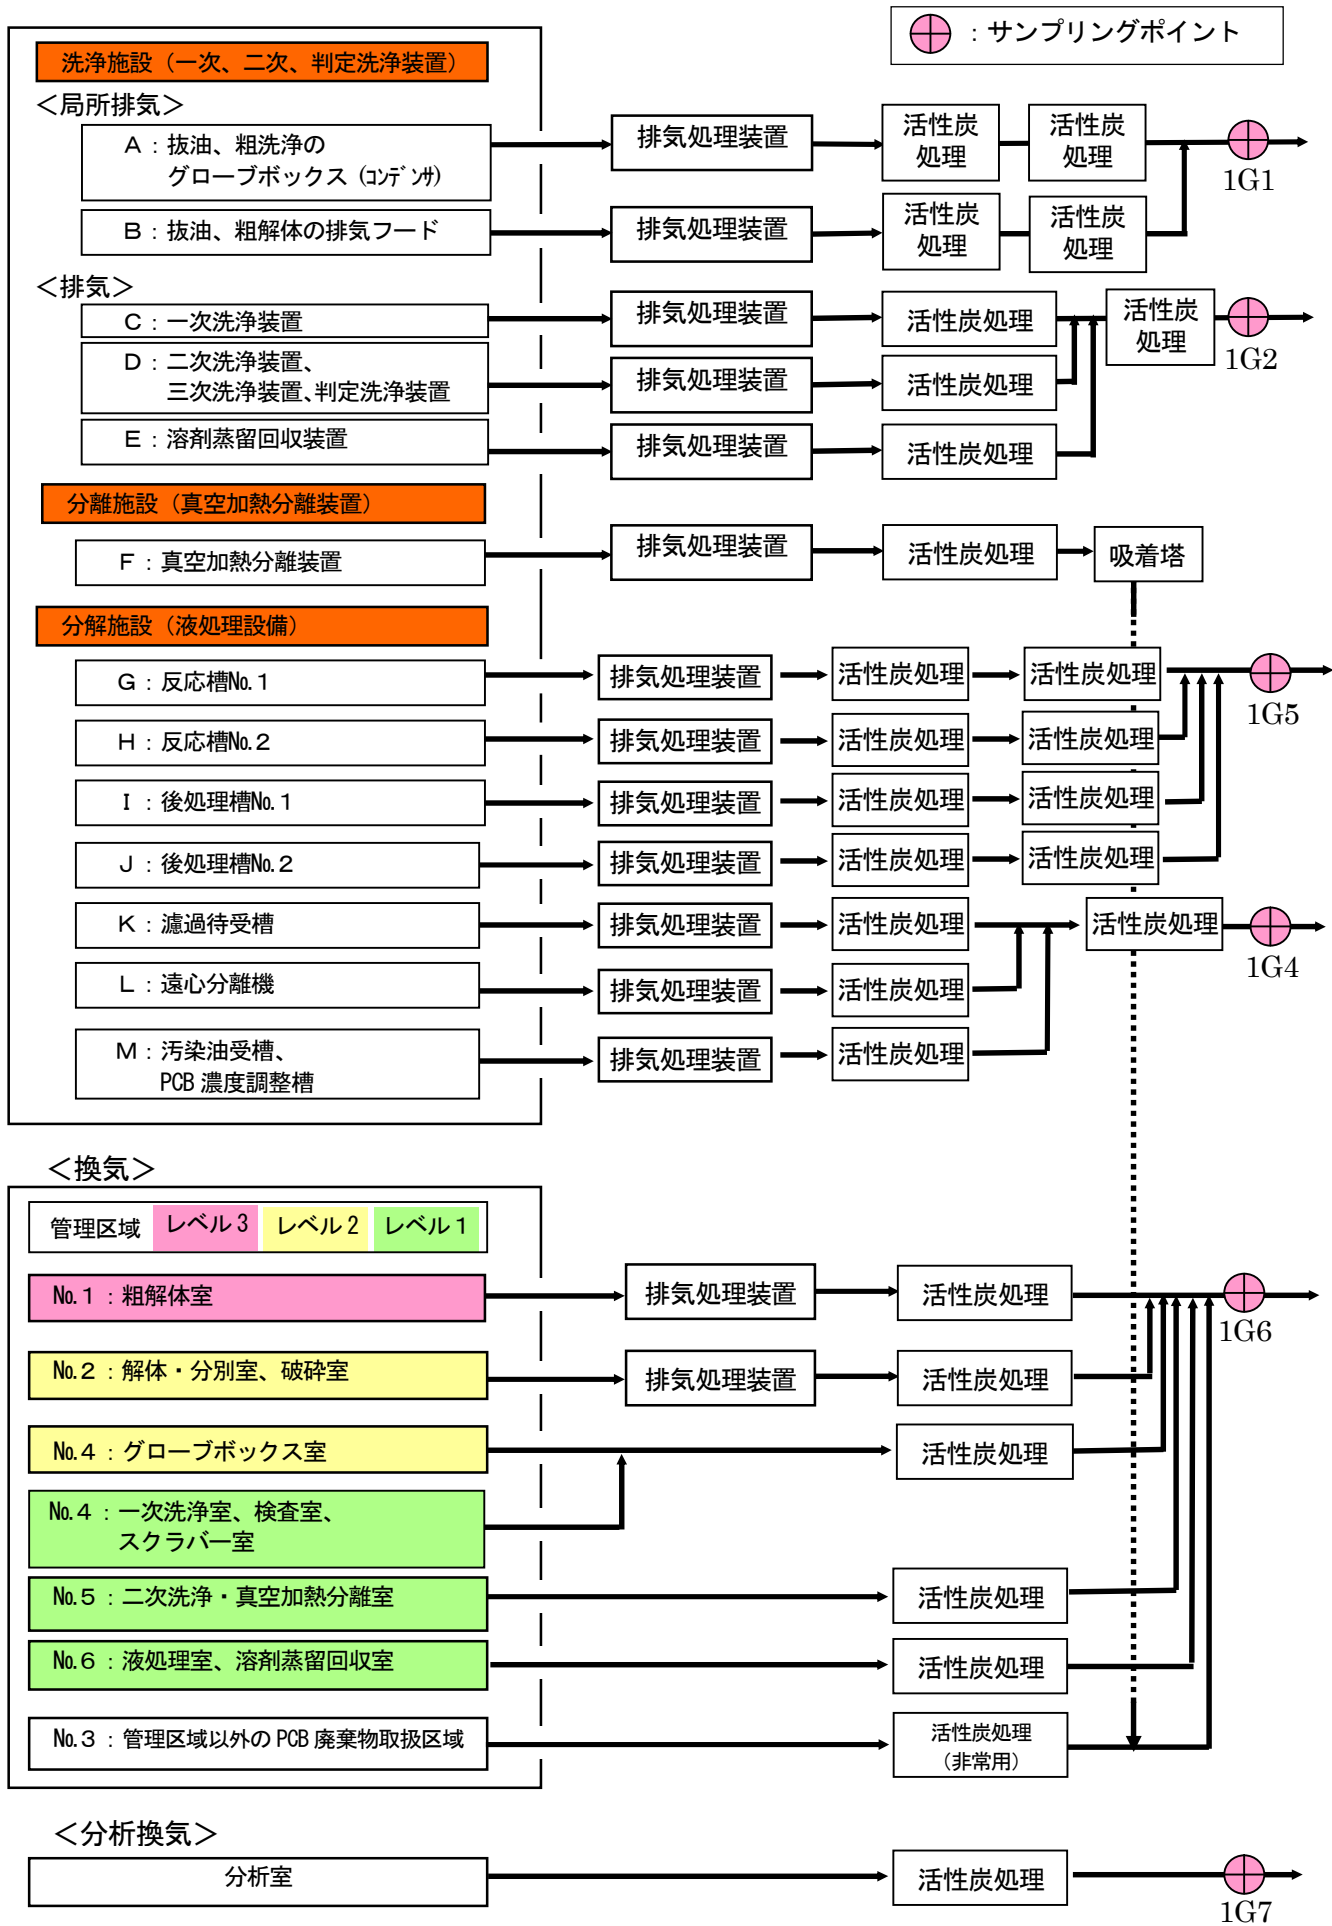 ：サンプリングポイント
洗浄施設（一次、二次、判定洗浄装置）
＜局所排気＞
A：抜油、粗洗浄の
グローブボックス（ｺﾝﾃﾞﾝｻ）
排気処理装置
活性炭
処理
活性炭
処理
1G1
B：抜油、粗解体の排気フード
排気処理装置
活性炭
処理
活性炭
処理
＜排気＞
C：一次洗浄装置
排気処理装置
活性炭処理
活性炭
処理
1G2
D：二次洗浄装置、
三次洗浄装置、判定洗浄装置
排気処理装置
活性炭処理
E：溶剤蒸留回収装置
排気処理装置
活性炭処理
分離施設（真空加熱分離装置）
F：真空加熱分離装置
排気処理装置
活性炭処理
吸着塔
分解施設（液処理設備）
G：反応槽№1
排気処理装置
活性炭処理
活性炭処理
1G5
H：反応槽№2
排気処理装置
活性炭処理
活性炭処理
I：後処理槽№1
排気処理装置
活性炭処理
活性炭処理
J：後処理槽№2
排気処理装置
活性炭処理
活性炭処理
K：濾過待受槽
排気処理装置
活性炭処理
活性炭処理
1G4
L：遠心分離機
排気処理装置
活性炭処理
M：汚染油受槽、
PCB 濃度調整槽
排気処理装置
活性炭処理
＜換気＞
管理区域 レベル3 レベル2 レベル1
№1：粗解体室
排気処理装置
活性炭処理
1G6
№2：解体・分別室、破砕室
排気処理装置
活性炭処理
№4：グローブボックス室
活性炭処理
№4：一次洗浄室、検査室、
スクラバー室
№5：二次洗浄・真空加熱分離室
活性炭処理
№6：液処理室、溶剤蒸留回収室
活性炭処理
№3：管理区域以外の PCB 廃棄物取扱区域
活性炭処理
（非常用）
＜分析換気＞
分析室
活性炭処理
1G7